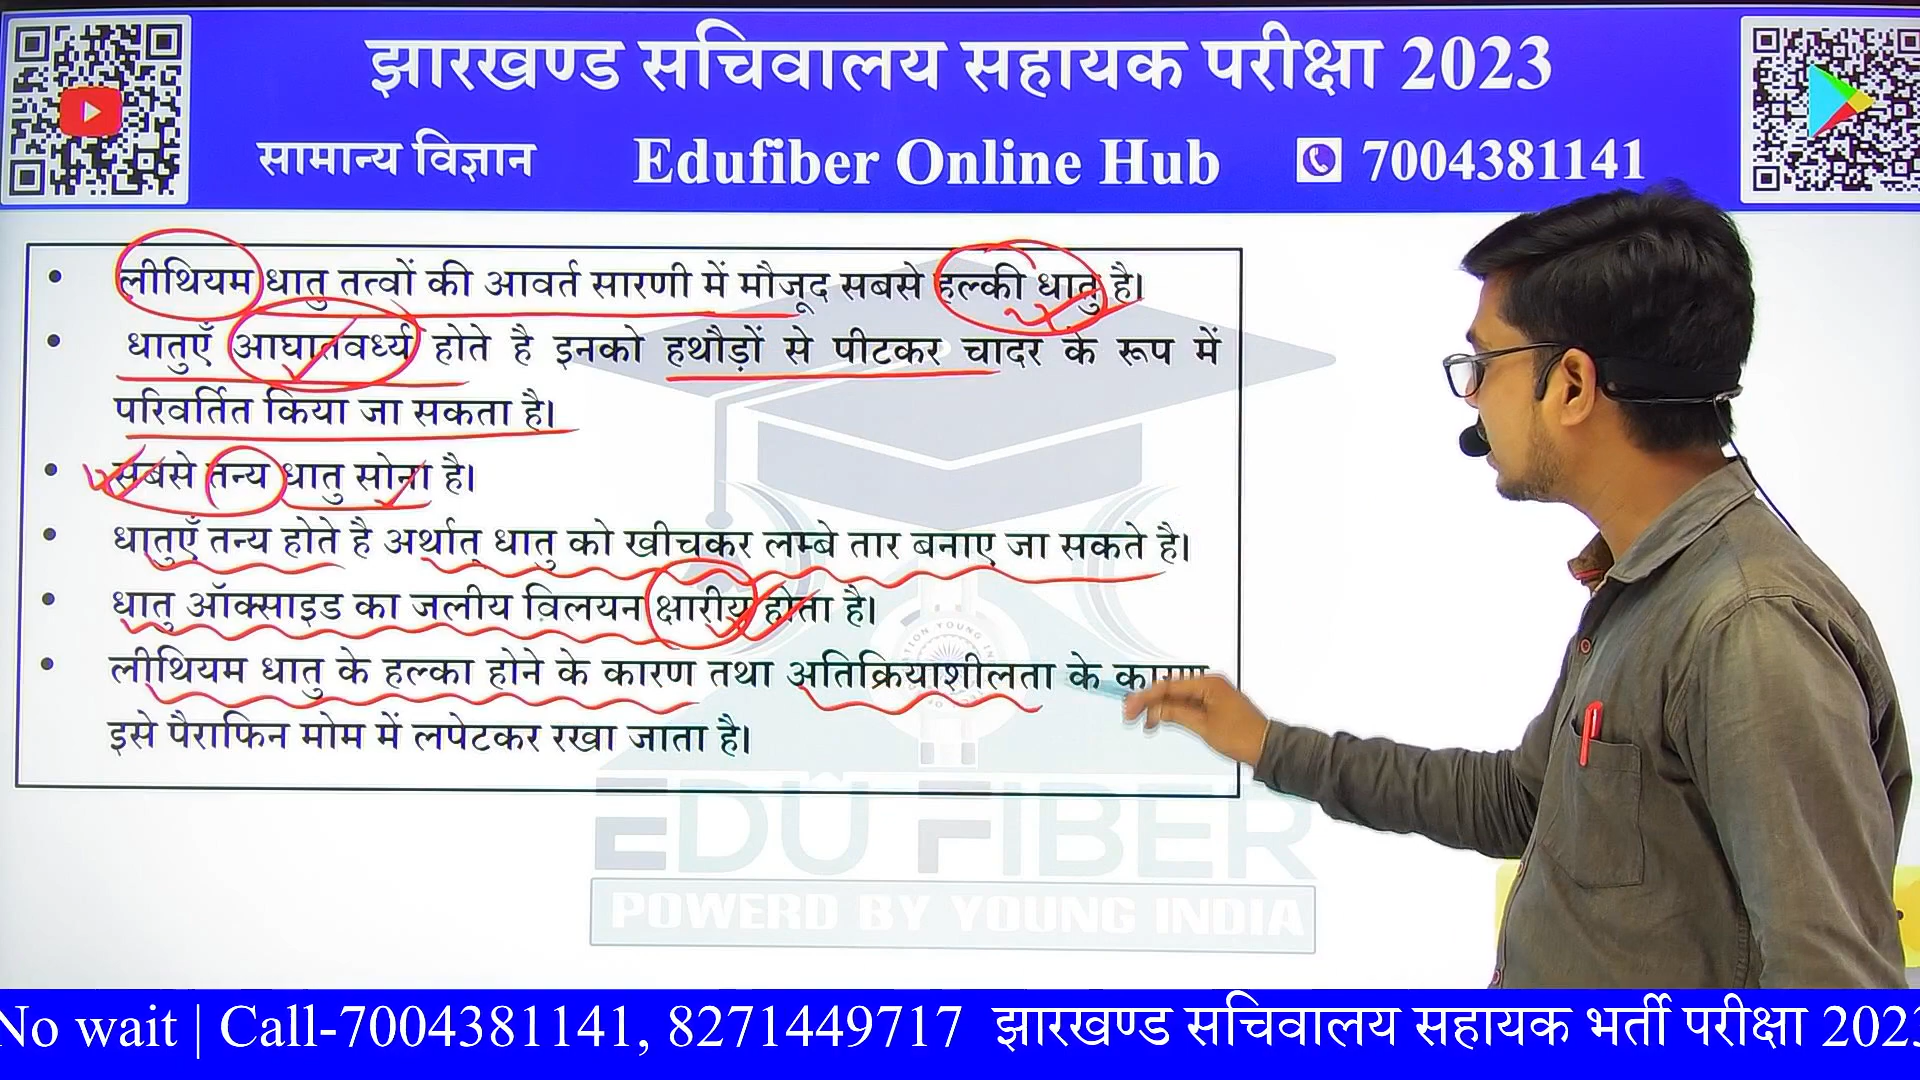 झारखण्ड सचिवालय सहायक परीक्षा 2023
सामान्य विज्ञान Edufiber Online Hub 7004381141
• लीथियम धातु तत्वों की आवर्त सारणी में मौजूद सबसे हल्की धातु है।
• धातुएँ आघातवर्ध्य होते है इनको हथौड़ों से पीटकर चादर के रूप में
परिवर्तित किया जा सकता है।
• सबसे तन्य धातु सोना है।
• धातुएँ तन्य होते है अर्थात् धातु को खीचकर लम्बे तार बनाए जा सकते है।
• धातु ऑक्साइड का जलीय विलयन क्षारीय होता है।
• लीथियम धातु के हल्का होने के कारण तथा अतिक्रियाशीलता के कारण
इसे पैराफिन मोम में लपेटकर रखा जाता है।
EDU FIBER
POWERD BY YOUNG INDIA
No wait | Call-7004381141, 8271449717 झारखण्ड सचिवालय सहायक भर्ती परीक्षा 2023